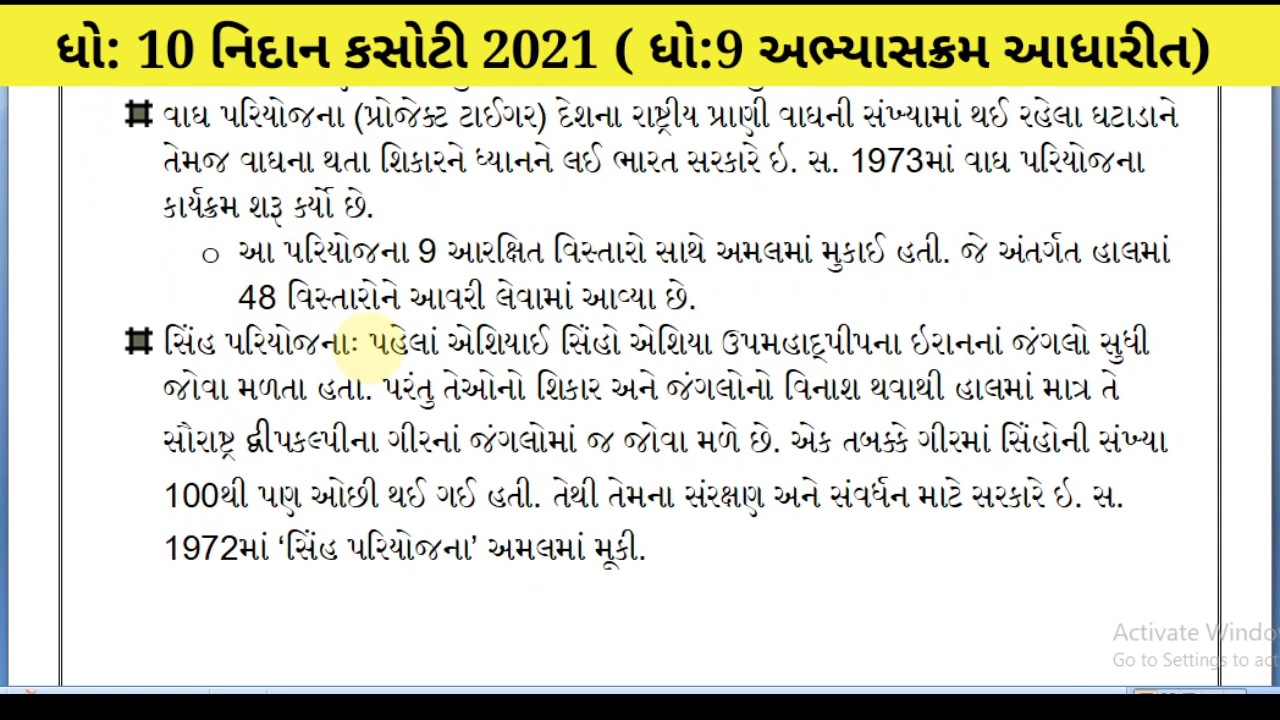 ધો: 10 નિદાન કસોટી 2021 ( ધો:9 અભ્યાસક્રમ આધારીત)
વાઘ પરિયોજના (પ્રોજેક્ટ ટાઈગર) દેશના રાષ્ટ્રીય પ્રાણી વાઘની સંખ્યામાં થઈ રહેલા ઘટાડાને
તેમજ વાઘના થતા શિકારને ધ્યાનને લઈ ભારત સરકારે ઇ. સ. 1973માં વાઘ પરિયોજના
કાર્યક્રમ શરૂ કર્યો છે.
o આ પરિયોજના 9 આરક્ષિત વિસ્તારો સાથે અમલમાં મુકાઈ હતી. જે અંતર્ગત હાલમાં
48 વિસ્તારોને આવરી લેવામાં આવ્યા છે.
સિંહ પરિયોજનાઃ પહેલાં એશિયાઈ સિંહો એશિયા ઉપમહાદ્પીપના ઇરાનનાં જંગલો સુધી
જોવા મળતા હતા. પરંતુ તેઓનો શિકાર અને જંગલોનો વિનાશ થવાથી હાલમાં માત્ર તે
સૌરાષ્ટ્ર દ્વીપકલ્પીના ગીરનાં જંગલોમાં જ જોવા મળે છે. એક તબક્કે ગીરમાં સિંહોની સંખ્યા
100થી પણ ઓછી થઈ ગઈ હતી. તેથી તેમના સંરક્ષણ અને સંવર્ધન માટે સરકારે ઇ. સ.
1972માં ‘સિંહ પરિયોજના’ અમલમાં મૂકી.
Activate Windo
Go to Settings to act